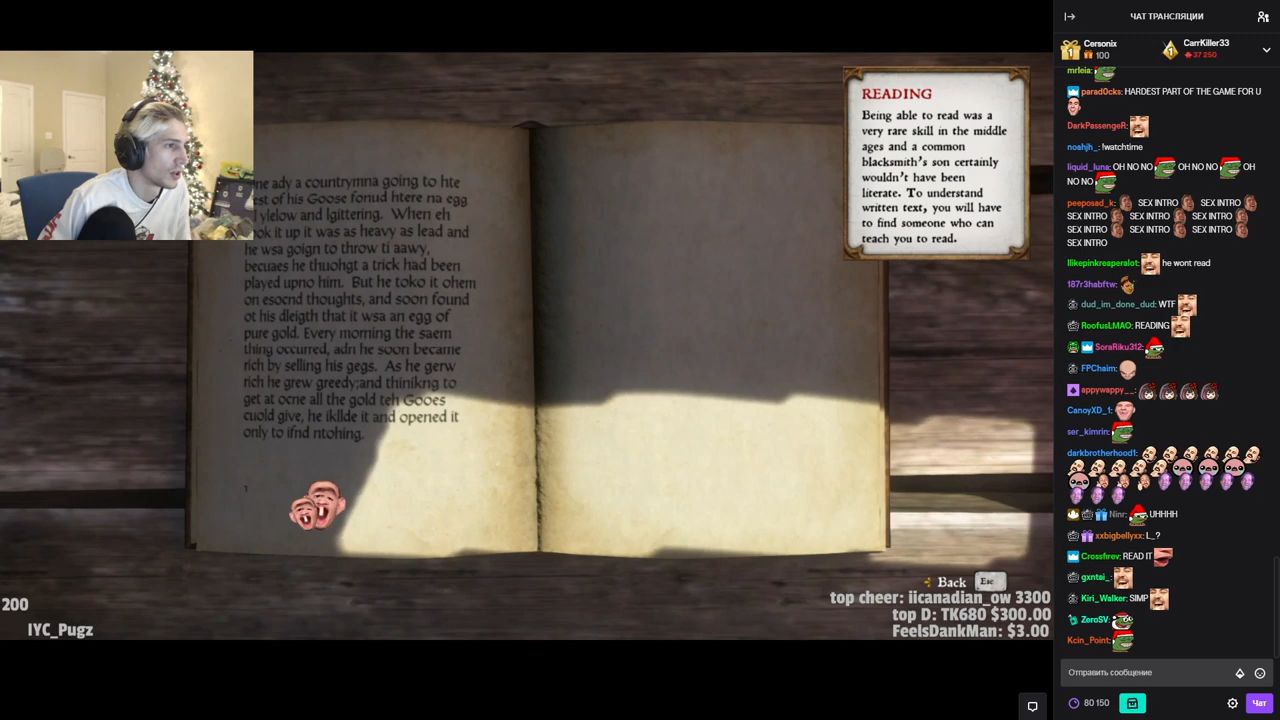 READING
Being able to read was a
very rare skill in the middle
ages and a common
blacksmith's son certainly
wouldn't have been
literate. To understand
written text, you will have
to find someone who can
teach you to read.
ne ady a countrymna going to hte
est of his Goose fonud htere na egg
ylelow and lgittering. When eh
ok it up it was as heavy as lead and
he wsa goign to throw ti aawy,
becuaes he thuohgt a trick had been
played upno him. But he toko it ohem
on esocnd thoughts, and soon found
ot his dleigth that it wsa an egg of
pure gold. Every morning the saem
thing occurred, adn he soon became
rich by selling his gegs. As he gerw
rich he grew greedy;and thinikng to
get at ocne all the gold teh Gooes
cuold give, he ikllde it and opened it
only to ifnd ntohing.
1
Back Esc
top cheer: iicanadian_ow 3300
top D: TK680 $300.00
FeelsDankMan: $3.00
200
IYC_Pugz
ЧАТ ТРАНСЛЯЦИИ
1 Cersonix
100
1 CarrKiller33
37 250
mrleia:
parad0cks: HARDEST PART OF THE GAME FOR U
DarkPassengeR:
noahjh_: !watchtime
liquid_luna: OH NO NO OH NO NO OH
NO NO
peeposad_k: SEX INTRO SEX INTRO
SEX INTRO SEX INTRO SEX INTRO
SEX INTRO SEX INTRO SEX INTRO
SEX INTRO
Ilikepinkreaperalot: he wont read
187r3habftw:
dud_im_done_dud: WTF
RoofusLMAO: READING
SoraRiku312:
FPChaim:
appywappy__:
CanoyXD_1:
ser_kimrin:
darkbrotherhood1:
Ninr: UHHHH
xxbigbellyxx: L_?
Crossfirev: READ IT
gxntai_:
Kiri_Walker: SIMP
ZeroSV:
Kcin_Point:
Отправить сообщение
80 150
Чат